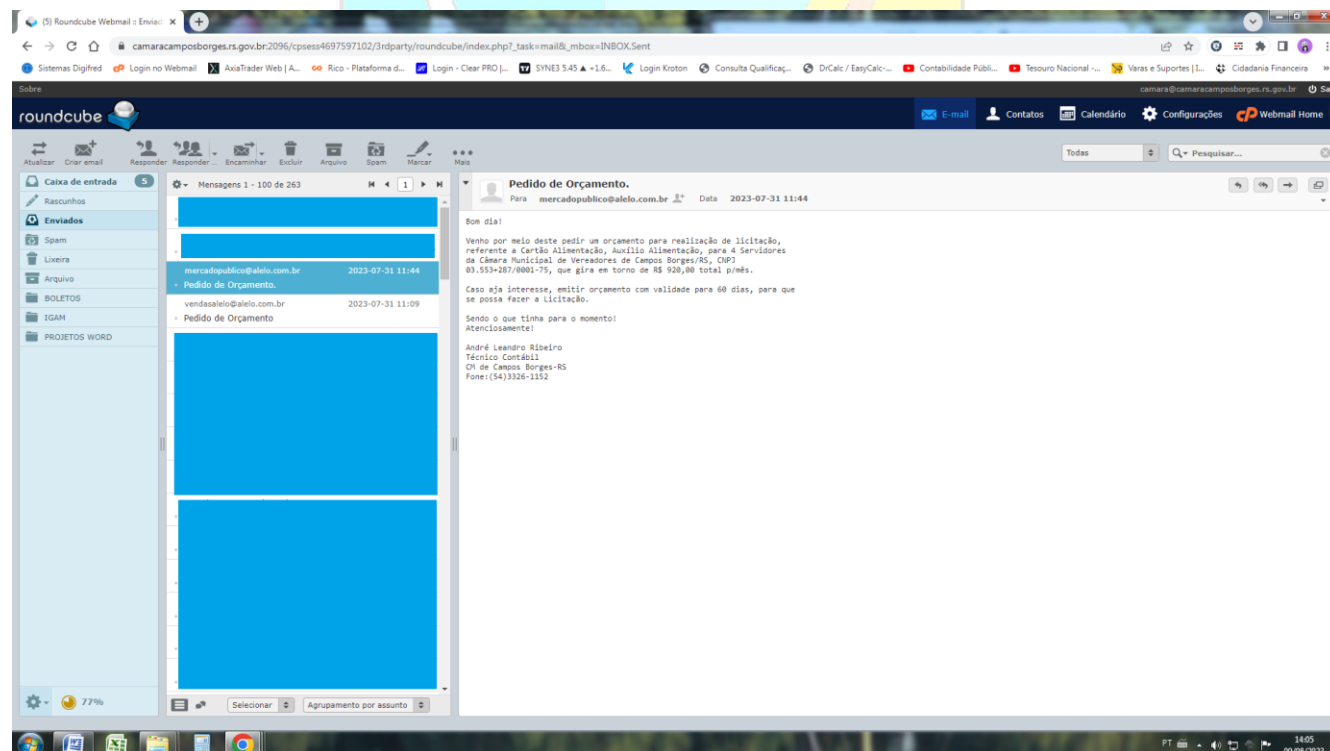 (5) Roundcube Webmail :: Enviad
camaracamposborges.rs.gov.br:2096/cpsess4697597102/3rdparty/roundcube/index.php?_task=mail&_mbox=INBOX.Sent
Sistemas Digifred
Login no Webmail
AxiaTrader Web | A...
Rico - Plataforma d...
Login - Clear PRO |...
SYNE3 5.45 ▲ +1.6...
Login Kroton
Consulta Qualificaç...
DrCalc / EasyCalc-...
Contabilidade Públi...
Tesouro Nacional -...
Varas e Suportes | I...
Cidadania Financeira
Sobre
camara@camaracamposborges.rs.gov.br
Sa
roundcube
E-mail
Contatos
Calendário
Configurações
Webmail Home
Atualizar
Criar email
Responder
Responder ...
Encaminhar
Excluir
Arquivo
Spam
Marcar
Mais
Todas
Pesquisar...
Caixa de entrada 5
Rascunhos
Enviados
Spam
Lixeira
Arquivo
BOLETOS
IGAM
PROJETOS WORD
77%
Mensagens 1 - 100 de 263
1
mercadopublico@alelo.com.br 2023-07-31 11:44
Pedido de Orçamento.
vendasalelo@alelo.com.br 2023-07-31 11:09
Pedido de Orçamento
Selecionar
Agrupamento por assunto
Pedido de Orçamento.
Para mercadopublico@alelo.com.br Data 2023-07-31 11:44
Bom dia!
Venho por meio deste pedir um orçamento para realização de licitação,
referente a Cartão Alimentação, Auxílio Alimentação, para 4 Servidores
da Câmara Municipal de Vereadores de Campos Borges/RS, CNPJ
03.553+287/0001-75, que gira em torno de R$ 920,00 total p/mês.
Caso aja interesse, emitir orçamento com validade para 60 dias, para que
se possa fazer a Licitação.
Sendo o que tinha para o momento!
Atenciosamente!
André Leandro Ribeiro
Técnico Contábil
CM de Campos Borges-RS
Fone:(54)3326-1152
PT
14:05
09/08/2023